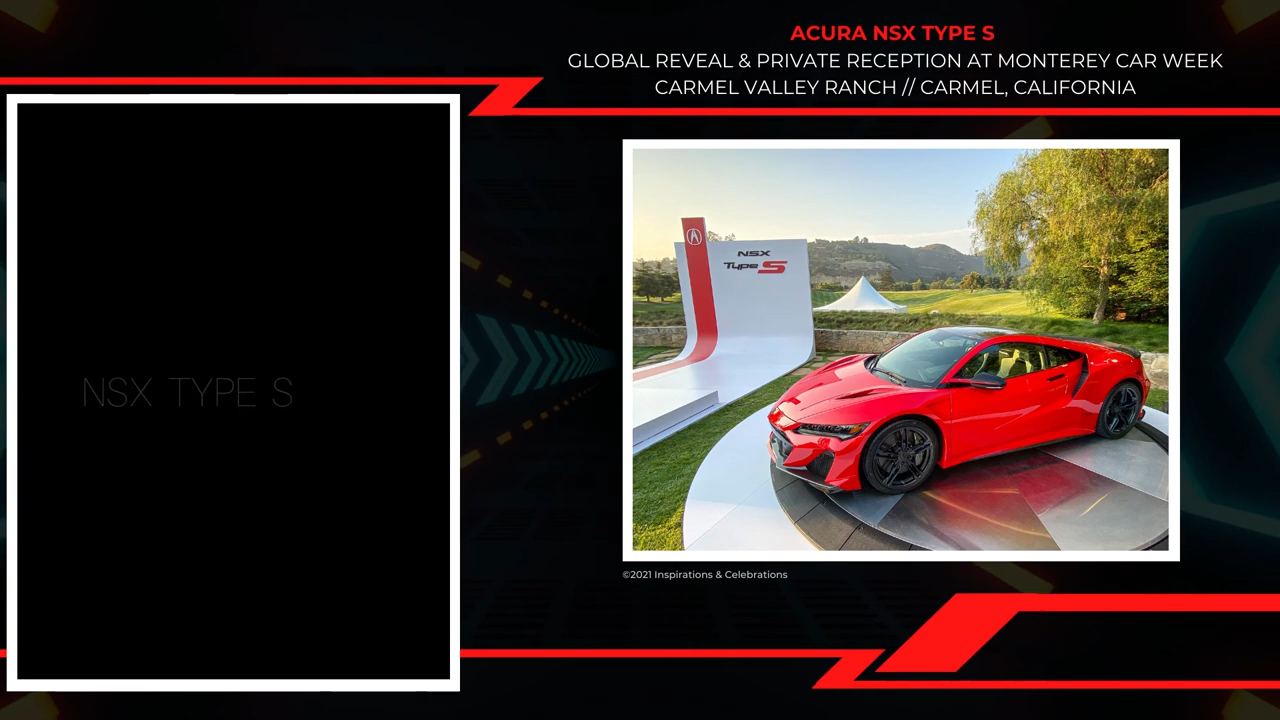 ACURA NSX TYPE S
GLOBAL REVEAL & PRIVATE RECEPTION AT MONTEREY CAR WEEK
CARMEL VALLEY RANCH // CARMEL, CALIFORNIA
NSX TYPE S
NSX
Type S
©2021 Inspirations & Celebrations